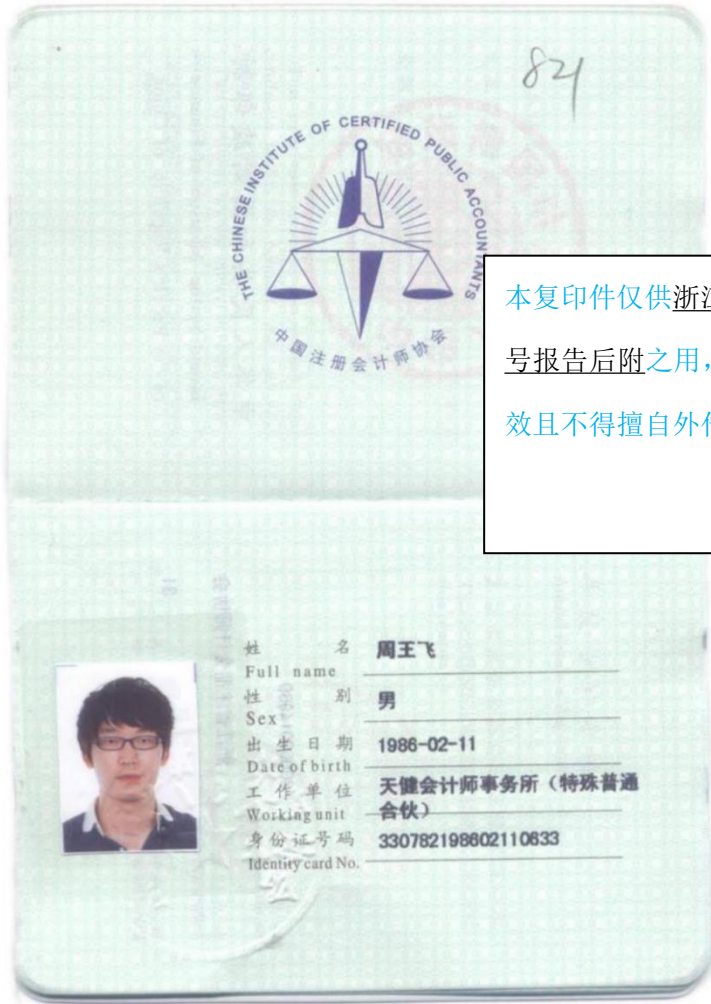 821
THE CHINESE INSTITUTE OF CERTIFIED PUBLIC ACCOUNTANTS
中国注册会计师协会
本复印件仅供浙江
号报告后附之用，
效且不得擅自外传
姓 名 周王飞
Full name
性 别 男
Sex
出生日期 1986-02-11
Date of birth
工作单位 天健会计师事务所（特殊普通
Working unit 合伙）
身份证号码 330782198602110633
Identity card No.